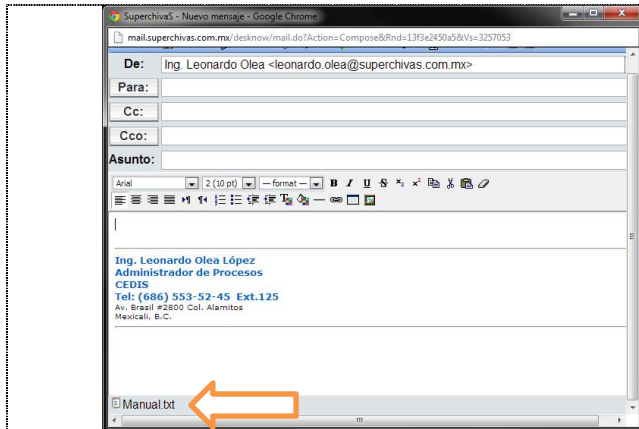 SuperchivaS - Nuevo mensaje - Google Chrome
mail.superchivas.com.mx/desknow/mail.do?Action=Compose&Rnd=13f3e2450a5&Vs=3257053
De: Ing. Leonardo Olea <leonardo.olea@superchivas.com.mx>
Para:
Cc:
Cco:
Asunto:
Arial 2 (10 pt) — format — B I U S x₂ x²
Ing. Leonardo Olea López
Administrador de Procesos
CEDIS
Tel: (686) 553-52-45 Ext.125
Av. Brasil #2800 Col. Alamitos
Mexicali, B.C.
Manual.txt